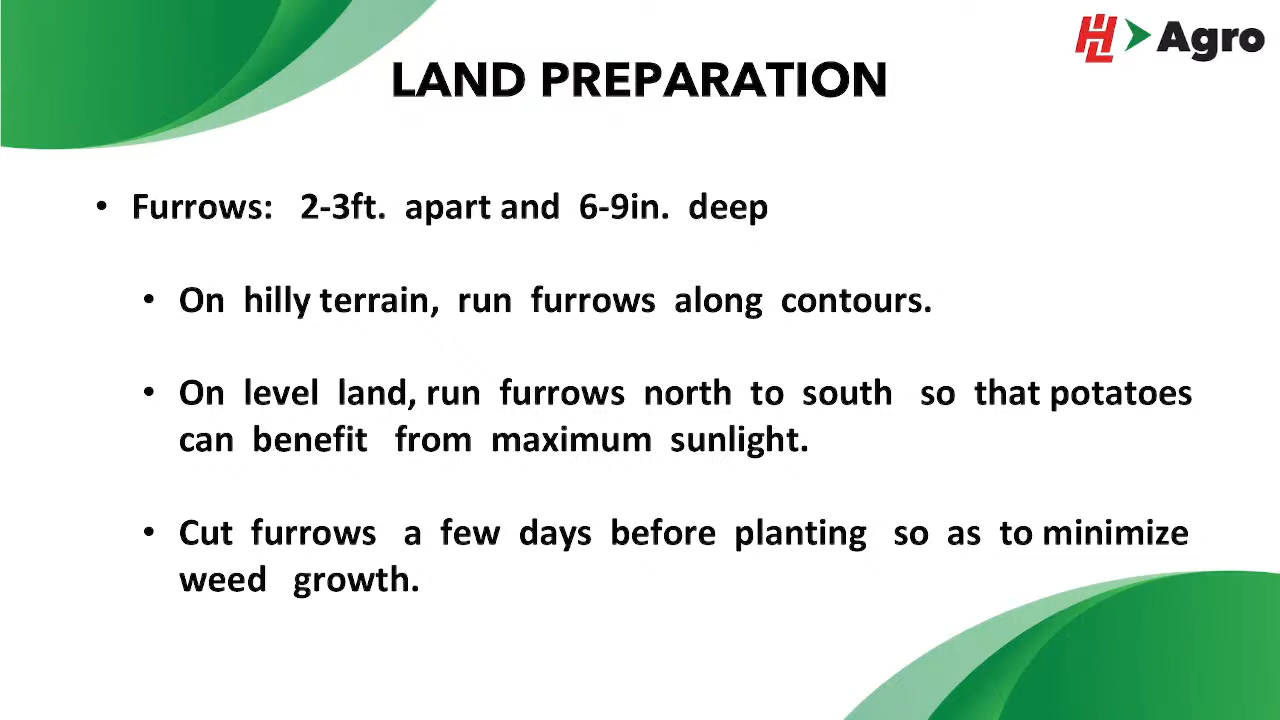 HL Agro
LAND PREPARATION
• Furrows: 2-3ft. apart and 6-9in. deep
• On hilly terrain, run furrows along contours.
• On level land, run furrows north to south so that potatoes
can benefit from maximum sunlight.
• Cut furrows a few days before planting so as to minimize
weed growth.